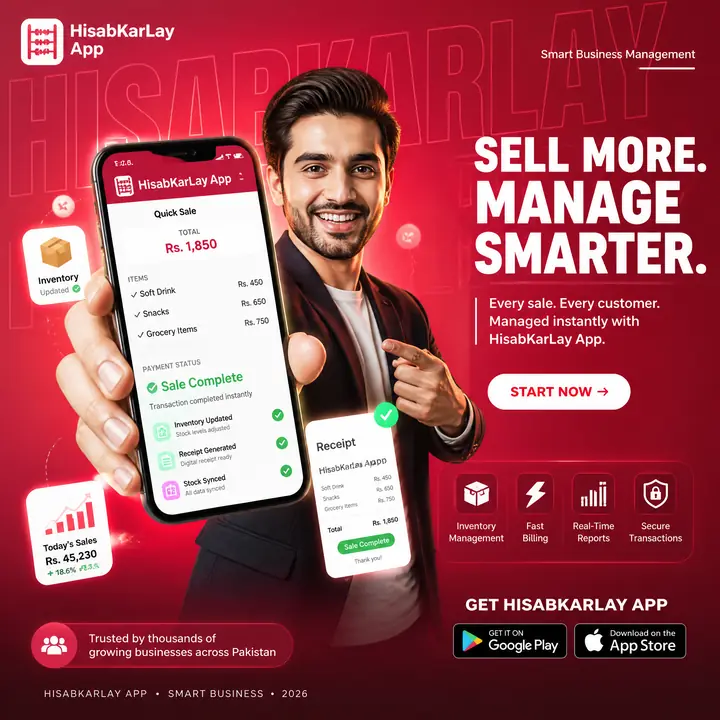 HisabKarLay
App
Smart Business Management
HISABKARLAY
SELL MORE.
MANAGE
SMARTER.
Every sale. Every customer.
Managed instantly with
HisabKarLay App.
START NOW →
HisabKarLay App
Quick Sale
TOTAL
Rs. 1,850
ITEMS
✓ Soft Drink Rs. 450
✓ Snacks Rs. 650
✓ Grocery Items Rs. 750
PAYMENT STATUS
Sale Complete
Transaction completed instantly
Inventory Updated
Stock levels adjusted
Receipt Generated
Digital receipt ready
Stock Synced
All data synced
Inventory
Updated
Today's Sales
Rs. 45,230
+ 18.6%
Receipt
Soft Drink Rs. 450
Snacks Rs. 650
Grocery Items Rs. 750
Total Rs. 1,850
Sale Complete
Thank you!
Inventory
Management
Fast
Billing
Real-Time
Reports
Secure
Transactions
GET HISABKARLAY APP
GET IT ON
Google Play
Download on the
App Store
Trusted by thousands of
growing businesses across Pakistan
HISABKARLAY APP • SMART BUSINESS • 2026